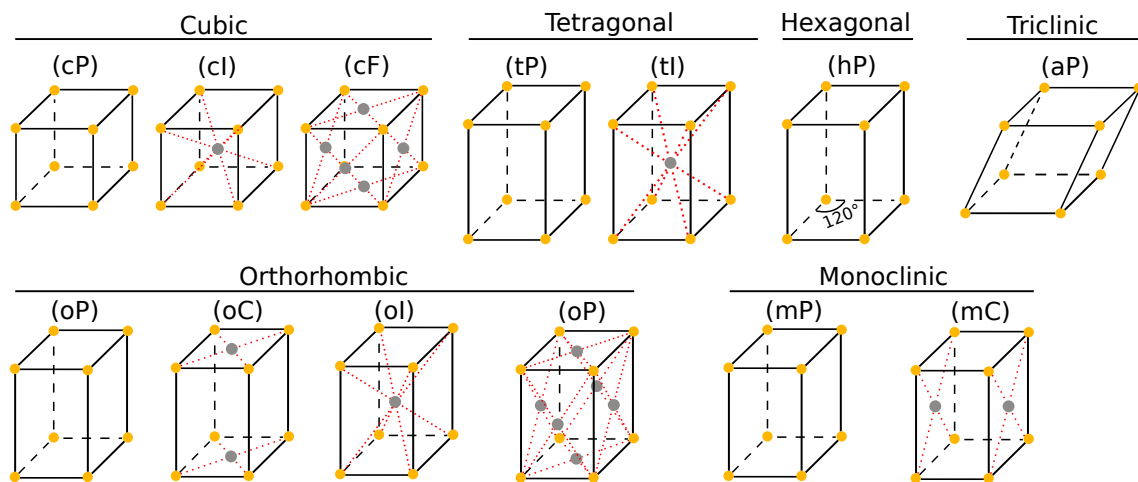 Cubic Tetragonal Hexagonal Triclinic
(cP) (cI) (cF) (tP) (tI) (hP) (aP)
120°
Orthorhombic Monoclinic
(oP) (oC) (oI) (oP) (mP) (mC)